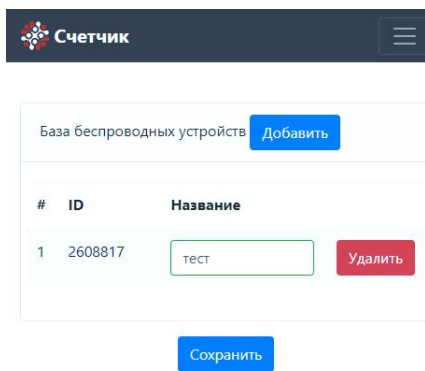 Счетчик
База беспроводных устройств Добавить
# ID Название
1 2608817 тест Удалить
Сохранить